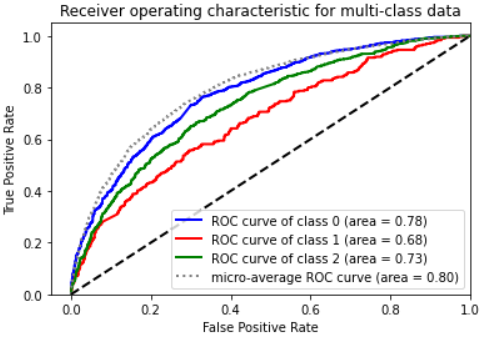 Receiver operating characteristic for multi-class data
1.0
0.8
0.6
0.4
0.2
0.0
True Positive Rate
ROC curve of class 0 (area = 0.78)
ROC curve of class 1 (area = 0.68)
ROC curve of class 2 (area = 0.73)
micro-average ROC curve (area = 0.80)
0.0 0.2 0.4 0.6 0.8 1.0
False Positive Rate